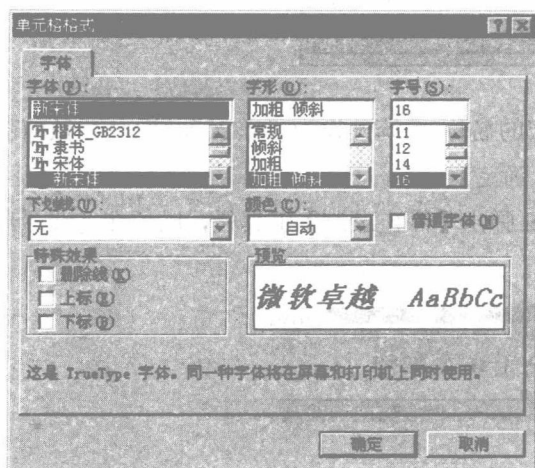 单元格格式
字体
字体(F):
字形(O):
字号(S):
新宋体
加粗 倾斜
16
楷体_GB2312
隶书
宋体
新宋体
常规
倾斜
加粗
加粗 倾斜
11
12
14
16
下划线(U):
颜色(C):
无
自动
普通字体(N)
特殊效果
删除线(K)
上标(E)
下标(B)
预览
微软卓越 AaBbCc
这是 TrueType 字体。同一种字体将在屏幕和打印机上同时使用。
确定
取消